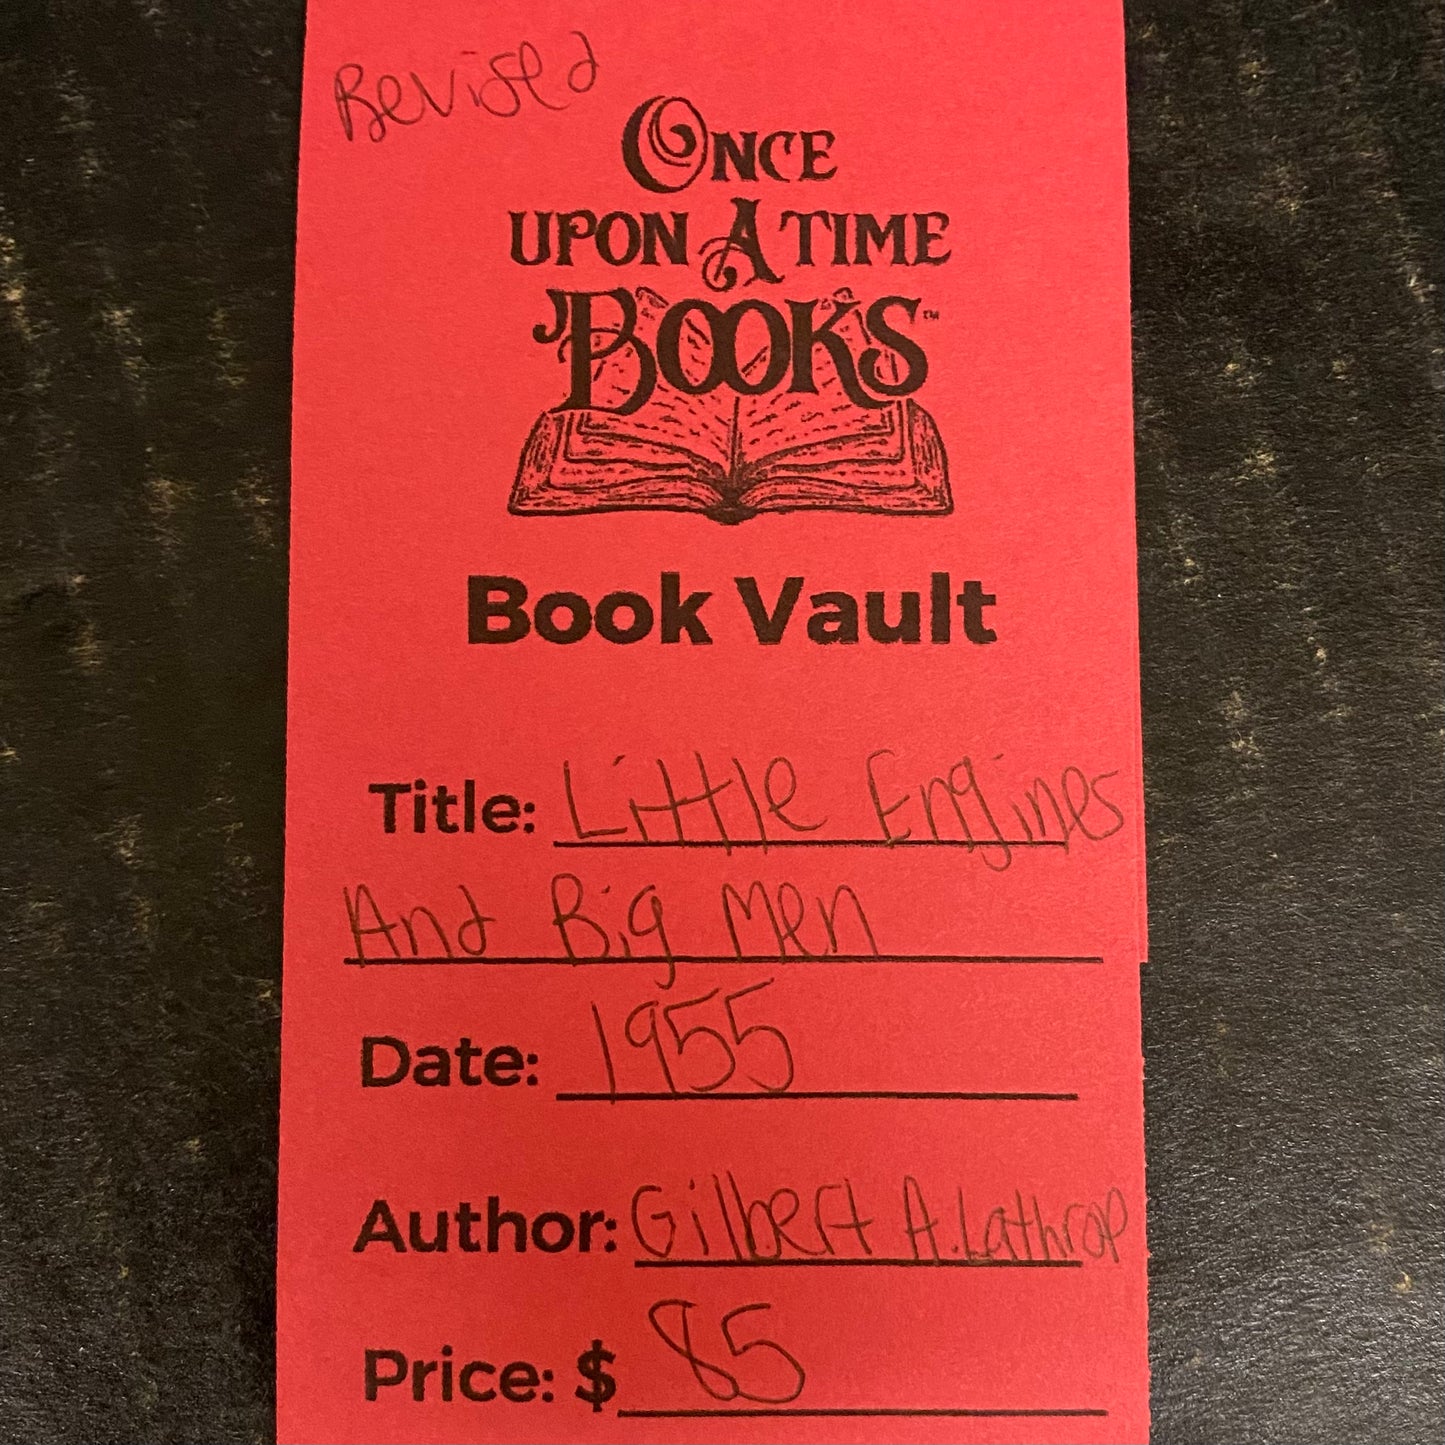 Revised
ONCE
UPON A TIME
BOOKS™
Book Vault
Title: Little Engines
And Big Men
Date: 1955
Author: Gilbert A. Lathrop
Price: $ 85